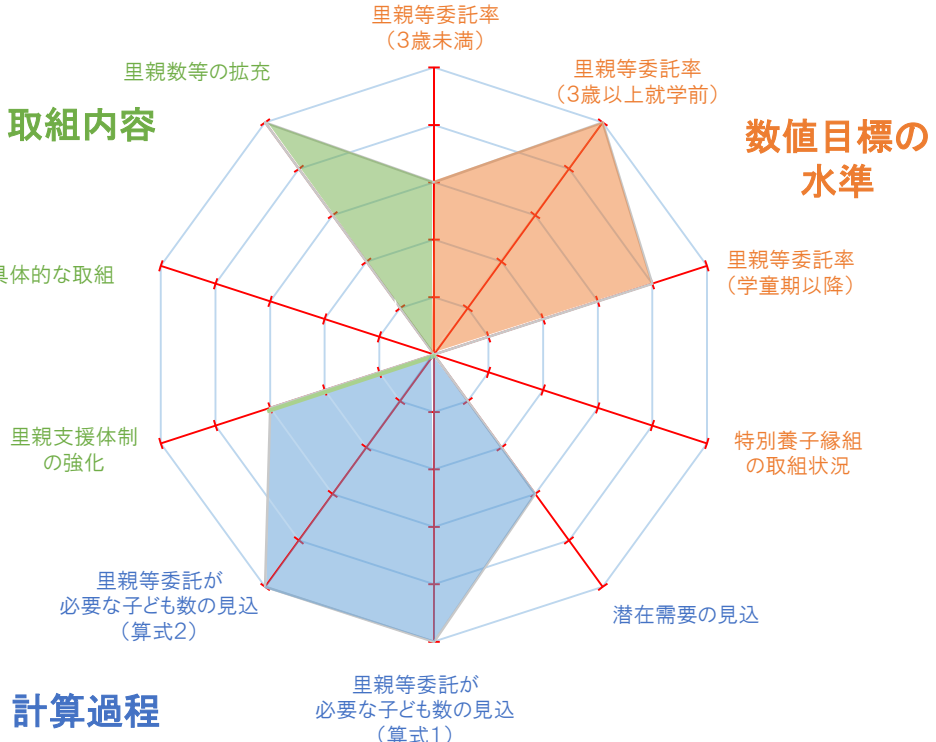 里親等委託率
（3歳未満）
里親等委託率
（3歳以上就学前）
里親数等の拡充
取組内容
数値目標の
水準
具体的な取組
里親等委託率
（学童期以降）
里親支援体制
の強化
特別養子縁組
の取組状況
里親等委託が
必要な子ども数の見込
（算式2）
潜在需要の見込
里親等委託が
必要な子ども数の見込
（算式1）
計算過程